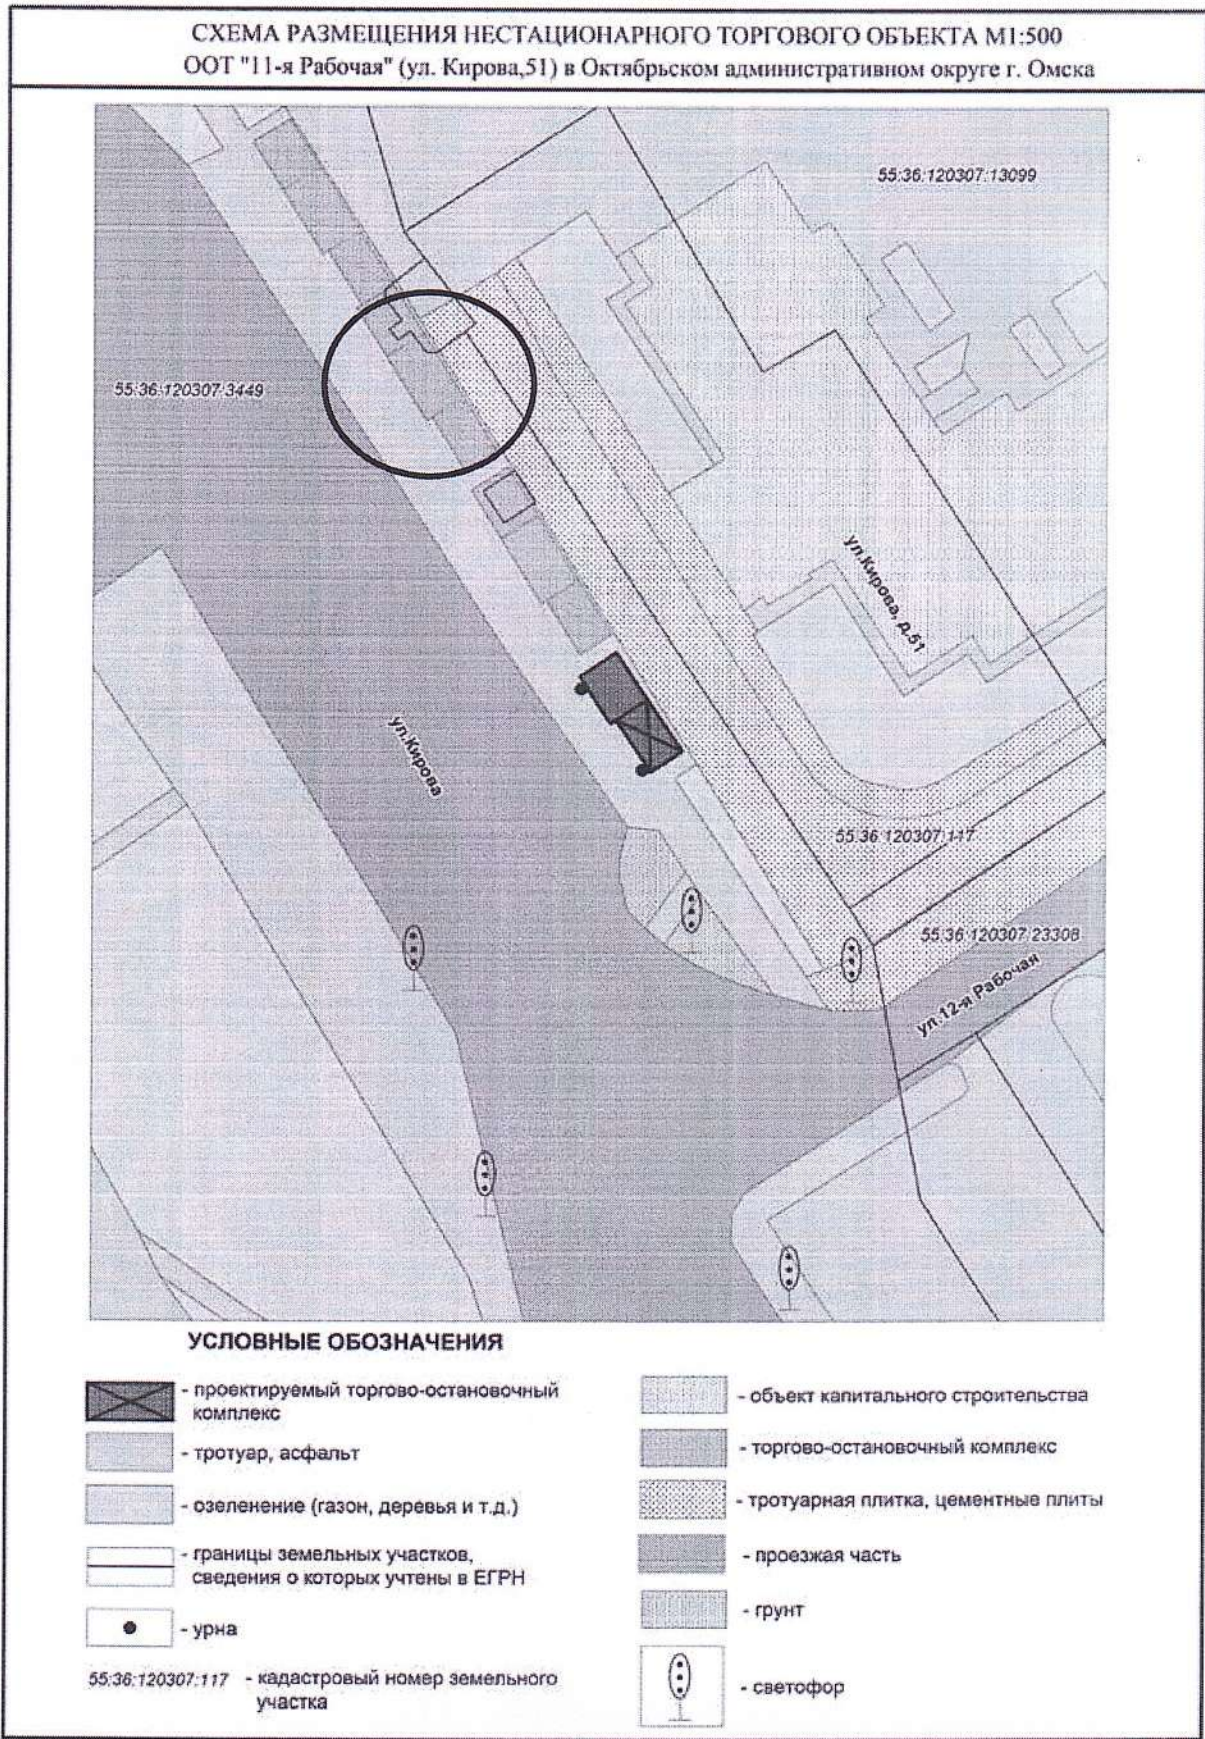 СХЕМА РАЗМЕЩЕНИЯ НЕСТАЦИОНАРНОГО ТОРГОВОГО ОБЪЕКТА М1:500
ООТ "11-я Рабочая" (ул. Кирова,51) в Октябрьском административном округе г. Омска
55:36:120307:13099
55:36:120307:3449
ул.Кирова, д.51
ул.Кирова
55:36:120307:117
55:36:120307:23308
ул.12-я Рабочая
УСЛОВНЫЕ ОБОЗНАЧЕНИЯ
- проектируемый торгово-остановочный
комплекс
- тротуар, асфальт
- озеленение (газон, деревья и т.д.)
- границы земельных участков,
сведения о которых учтены в ЕГРН
- урна
55:36:120307:117 - кадастровый номер земельного
участка
- объект капитального строительства
- торгово-остановочный комплекс
- тротуарная плитка, цементные плиты
- проезжая часть
- грунт
- светофор